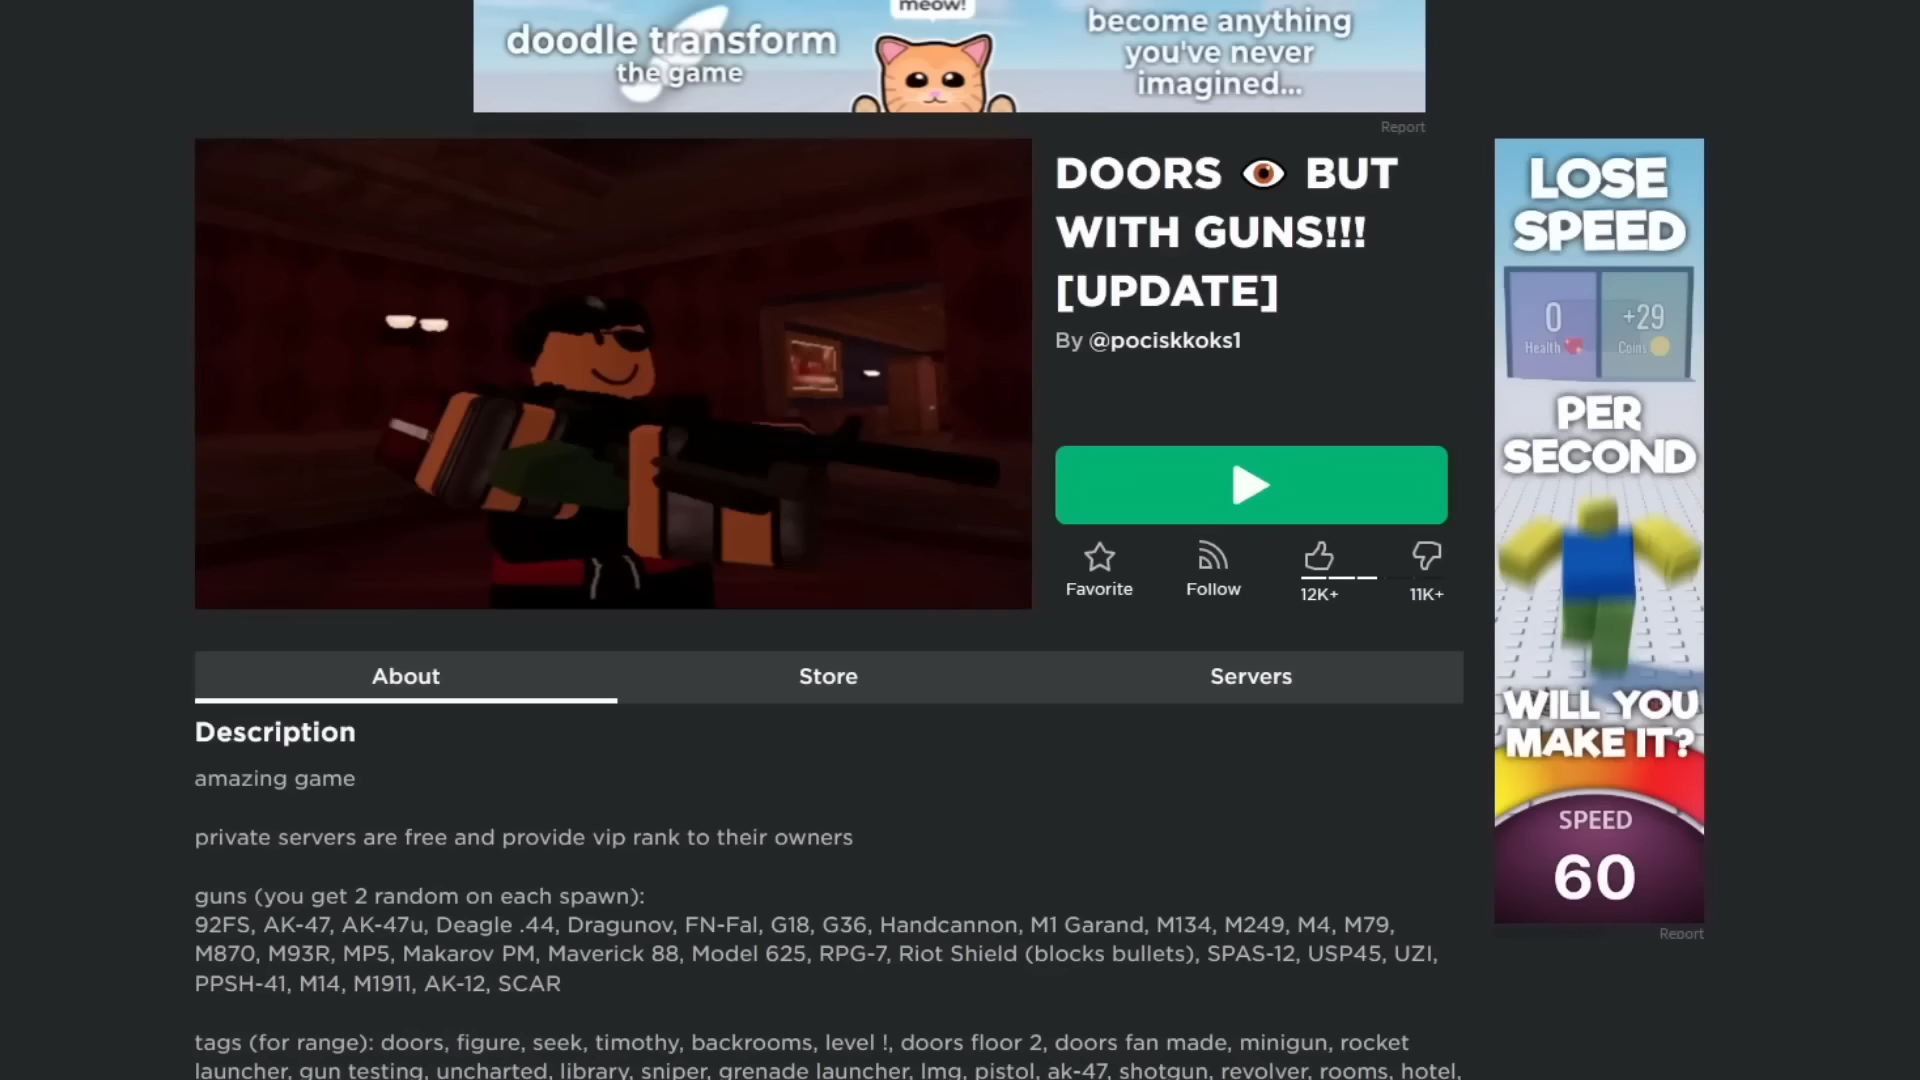 meow!
doodle transform
the game
become anything
you've never
imagined...
Report
DOORS 👁 BUT
WITH GUNS!!!
[UPDATE]
By @pociskkoks1
Favorite
Follow
12K+
11K+
LOSE
SPEED
0
Health
+29
Coins
PER
SECOND
WILL YOU
MAKE IT?
SPEED
60
Report
About
Store
Servers
Description
amazing game
private servers are free and provide vip rank to their owners
guns (you get 2 random on each spawn):
92FS, AK-47, AK-47u, Deagle .44, Dragunov, FN-Fal, G18, G36, Handcannon, M1 Garand, M134, M249, M4, M79,
M870, M93R, MP5, Makarov PM, Maverick 88, Model 625, RPG-7, Riot Shield (blocks bullets), SPAS-12, USP45, UZI,
PPSH-41, M14, M1911, AK-12, SCAR
tags (for range): doors, figure, seek, timothy, backrooms, level !, doors floor 2, doors fan made, minigun, rocket
launcher, gun testing, uncharted, library, sniper, grenade launcher, lmg, pistol, ak-47, shotgun, revolver, rooms, hotel,